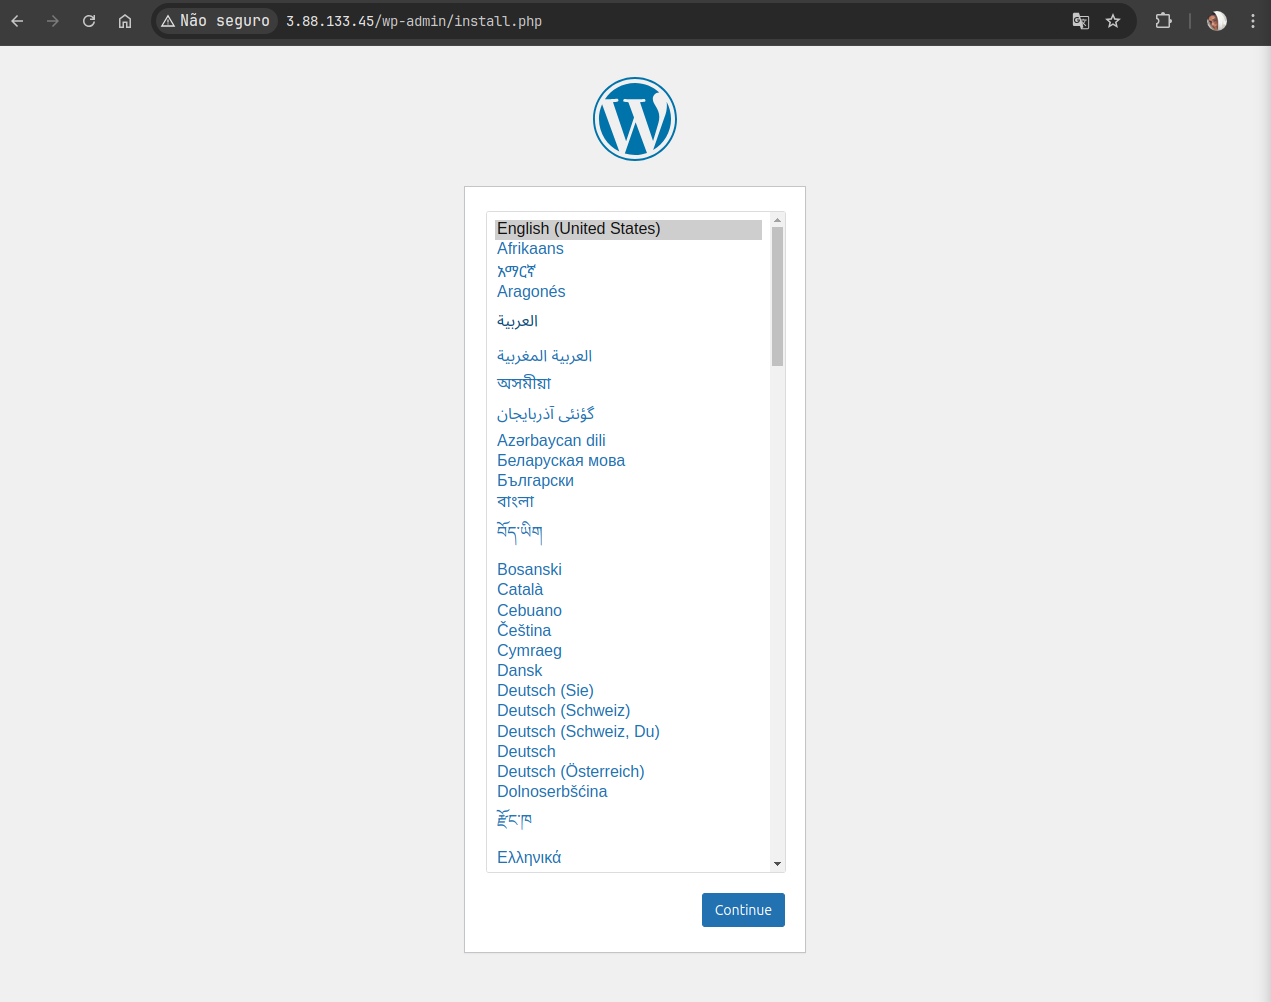 Não seguro 3.88.133.45/wp-admin/install.php
English (United States)
Afrikaans
አማርኛ
Aragonés
العربية
العربية المغربية
অসমীয়া
گؤنئی آذربایجان
Azərbaycan dili
Беларуская мова
Български
বাংলা
བོད་ཡིག
Bosanski
Català
Cebuano
Čeština
Cymraeg
Dansk
Deutsch (Sie)
Deutsch (Schweiz)
Deutsch (Schweiz, Du)
Deutsch
Deutsch (Österreich)
Dolnoserbšćina
རྫོང་ཁ
Ελληνικά
Continue